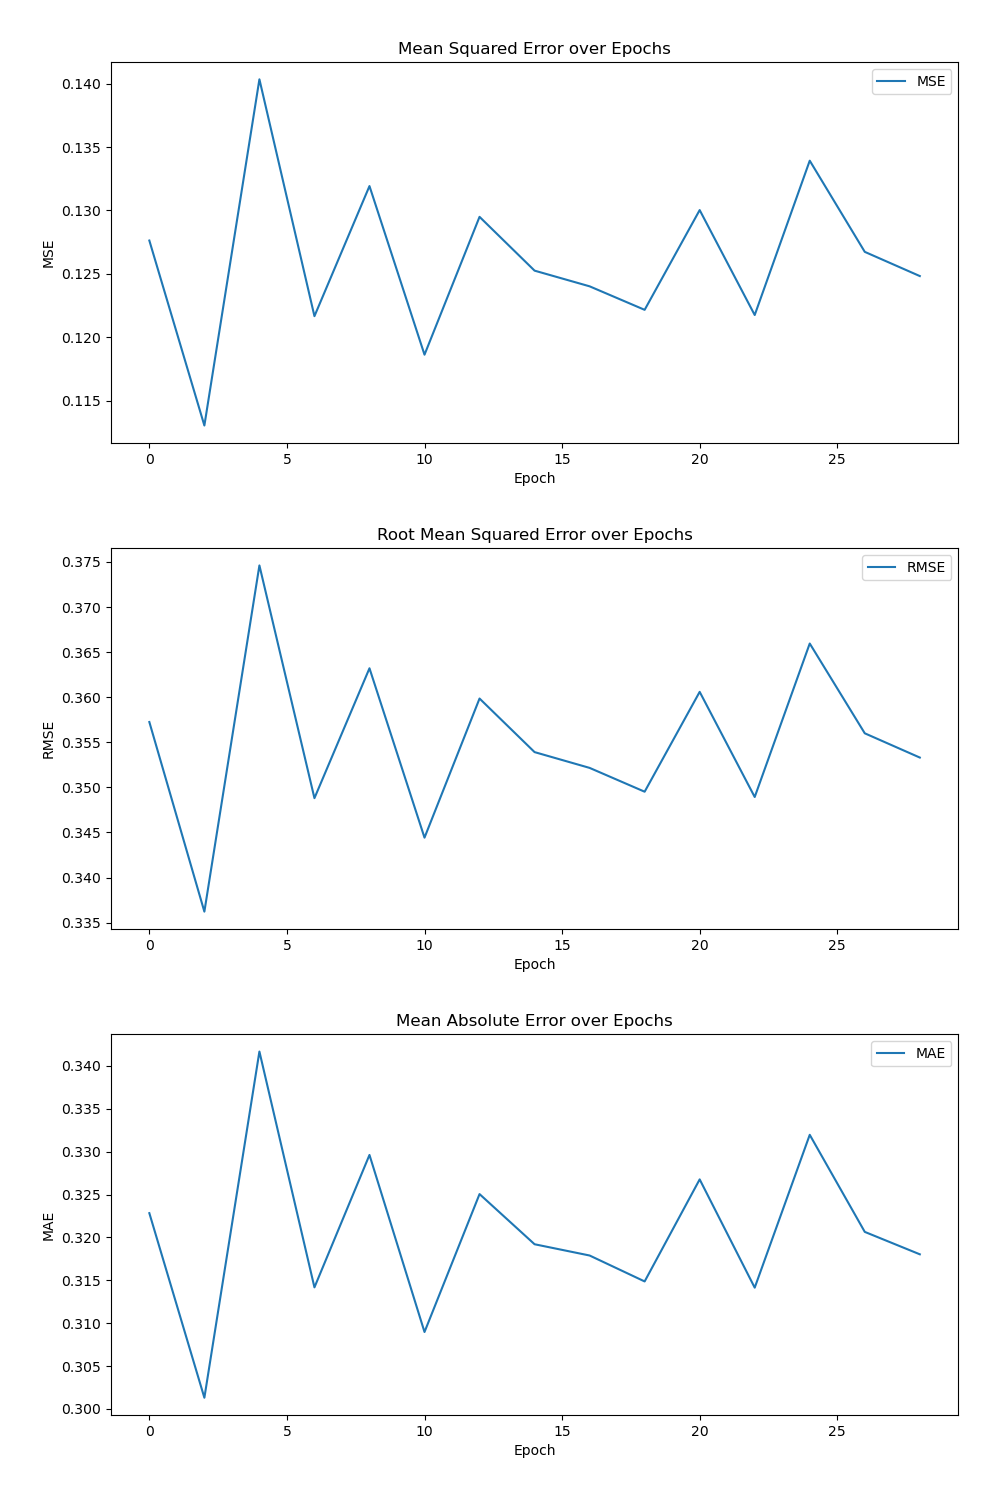 Mean Squared Error over Epochs
MSE
0.140
0.135
0.130
0.125
0.120
0.115
MSE
0 5 10 15 20 25
Epoch
Root Mean Squared Error over Epochs
RMSE
0.375
0.370
0.365
0.360
0.355
0.350
0.345
0.340
0.335
RMSE
0 5 10 15 20 25
Epoch
Mean Absolute Error over Epochs
MAE
0.340
0.335
0.330
0.325
0.320
0.315
0.310
0.305
0.300
MAE
0 5 10 15 20 25
Epoch